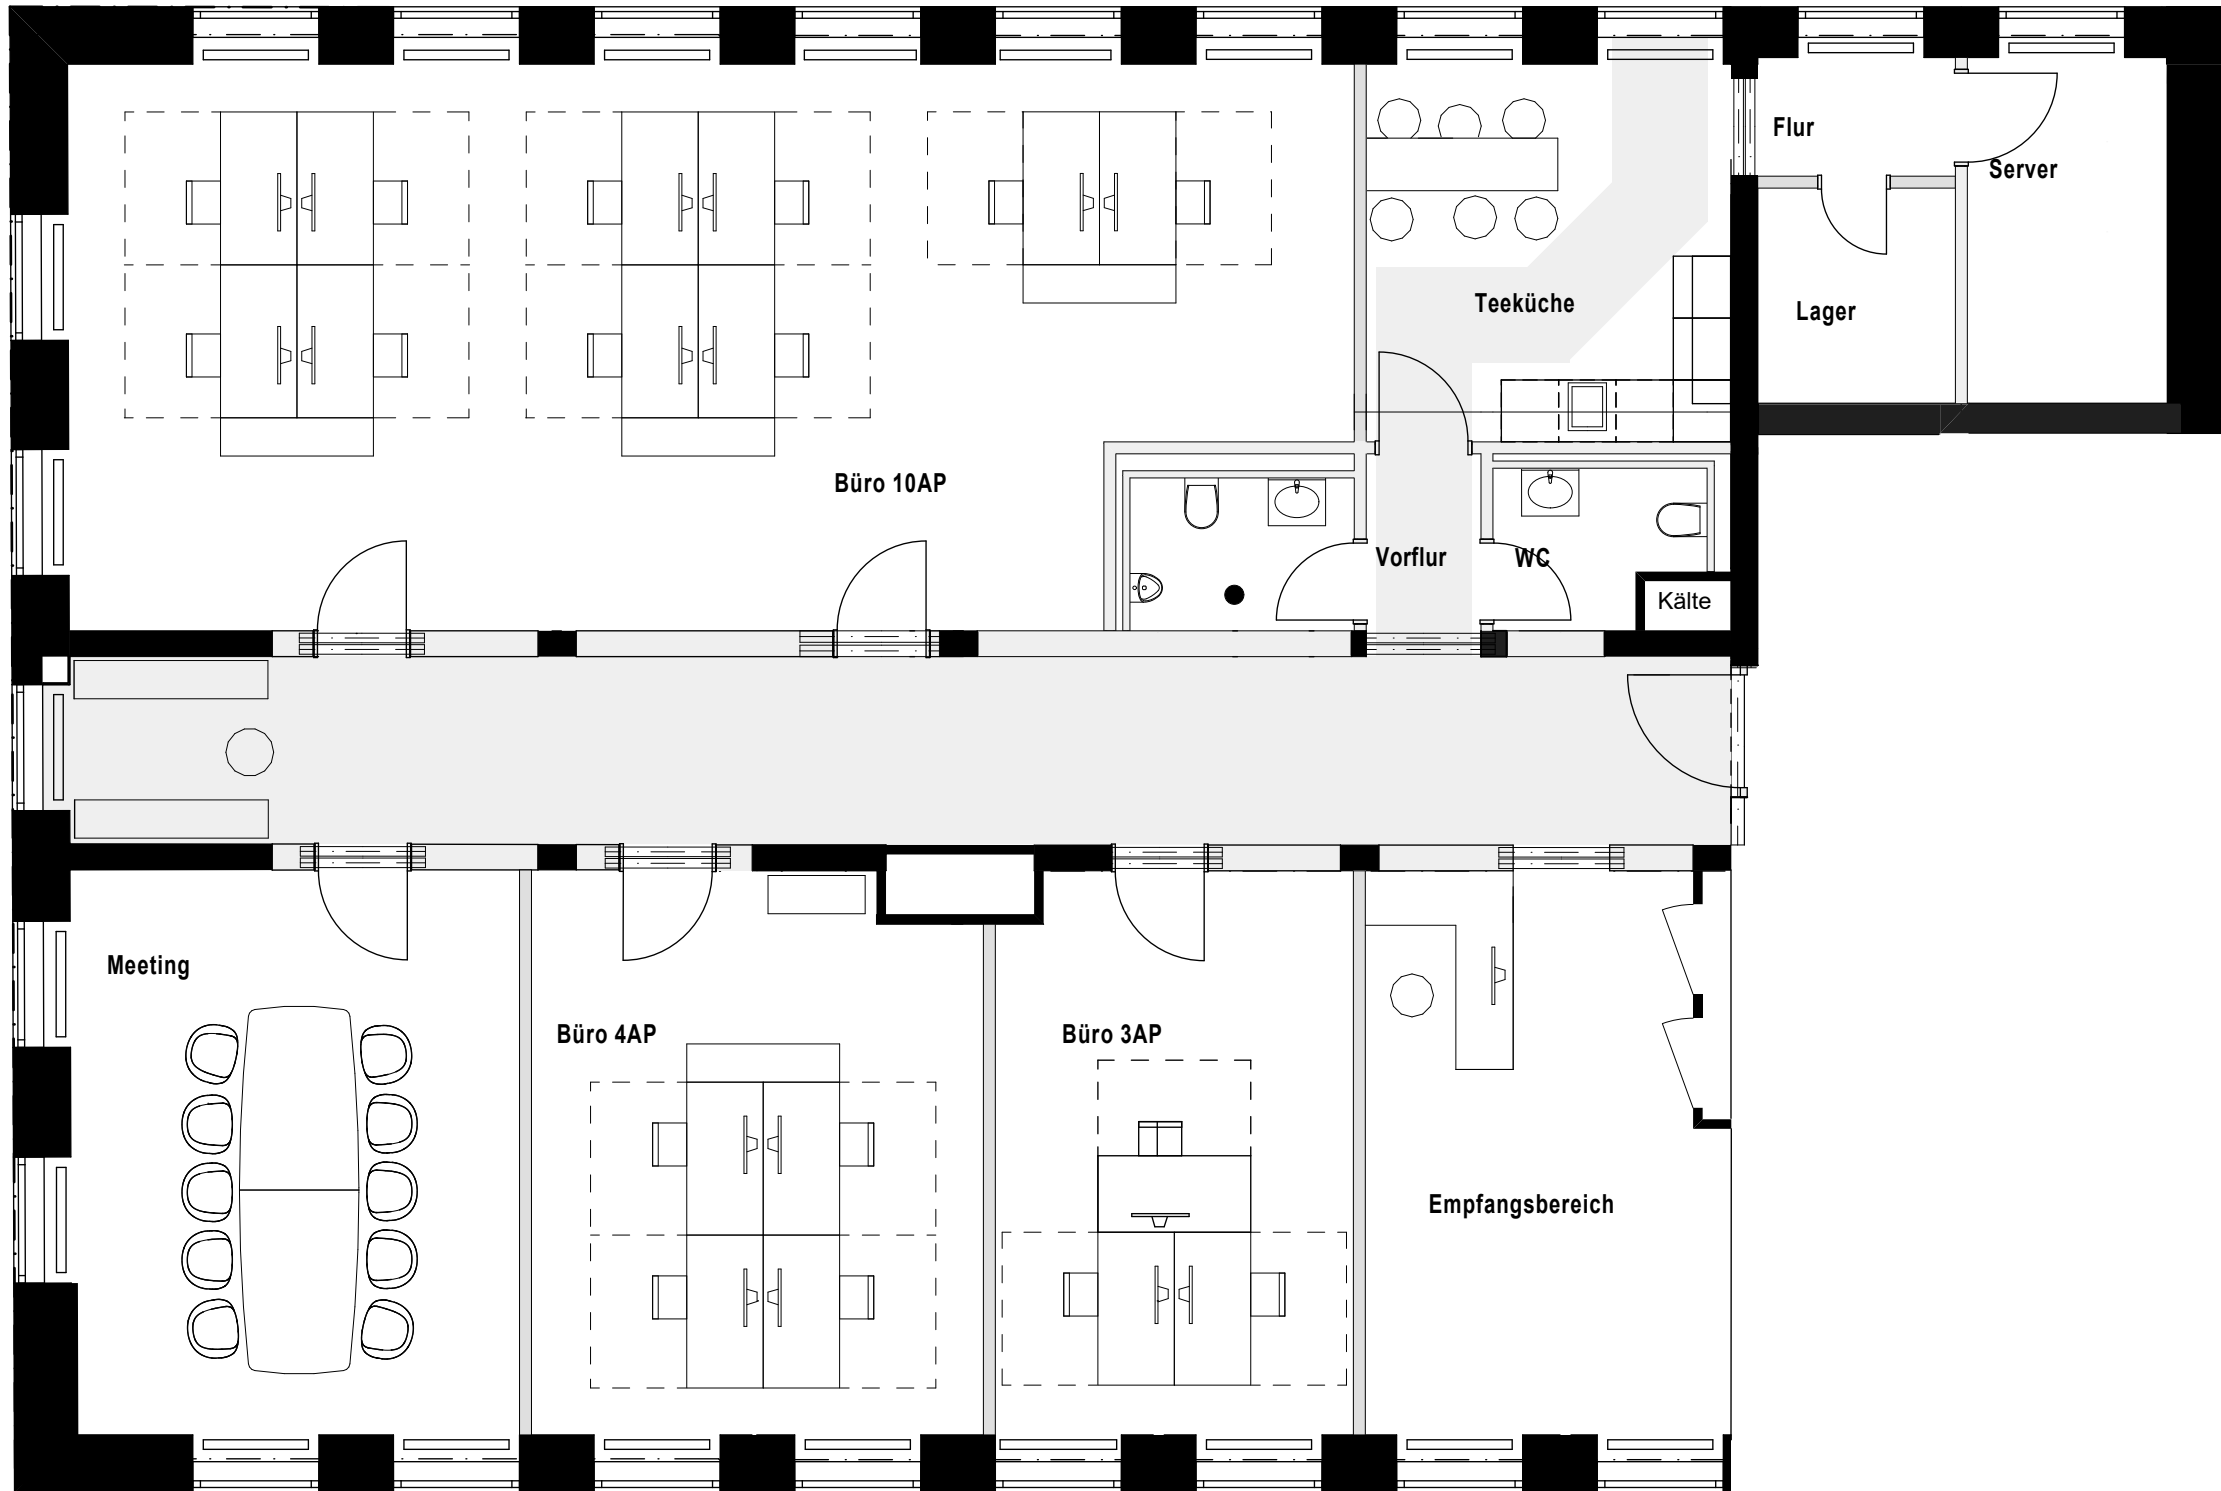 Flur
Server
Teeküche
Lager
Büro 10AP
Vorflur
WC
Kälte
Meeting
Büro 4AP
Büro 3AP
Empfangsbereich